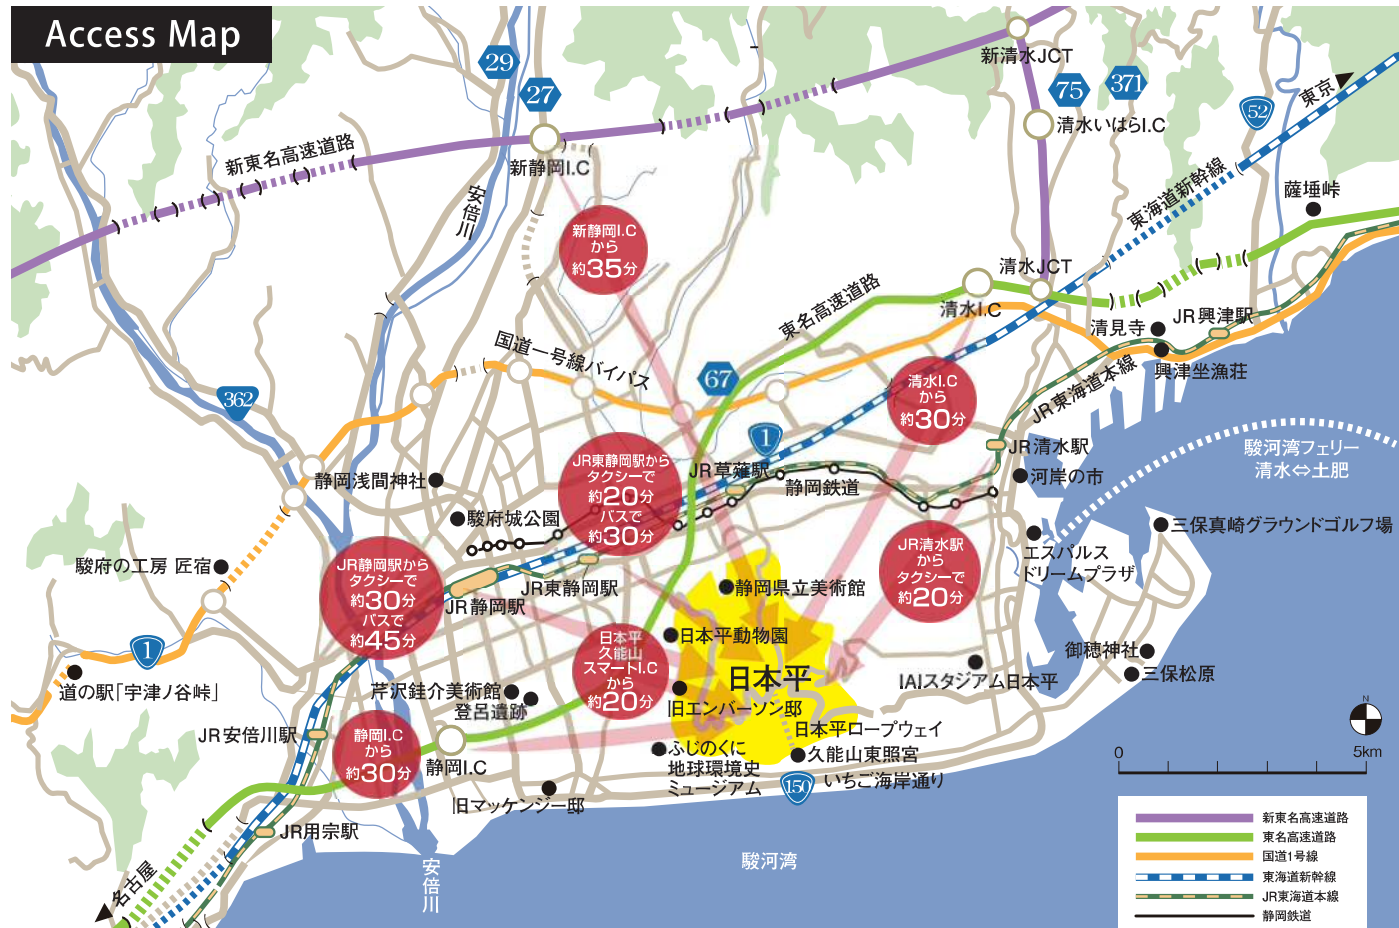 Access Map
29
27
新清水JCT
75
371
52
東京
清水いはらI.C
新東名高速道路
新静岡I.C
安倍川
東海道新幹線
薩埵峠
新静岡I.C
から
約35分
清水JCT
東名高速道路
清水I.C
清見寺
JR興津駅
国道一号線バイパス
67
興津坐漁荘
JR東海道本線
362
清水I.C
から
約30分
1
JR清水駅
駿河湾フェリー
清水⇔土肥
JR東静岡駅から
タクシーで
約20分
バスで
約30分
JR草薙駅
静岡鉄道
河岸の市
静岡浅間神社
駿府城公園
三保真崎グラウンドゴルフ場
エスパルス
ドリームプラザ
駿府の工房 匠宿
JR静岡駅から
タクシーで
約30分
バスで
約45分
JR東静岡駅
JR静岡駅
静岡県立美術館
JR清水駅
から
タクシーで
約20分
1
日本平動物園
日本平
久能山
スマートI.C
から
約20分
日本平
御穂神社
三保松原
道の駅「宇津ノ谷峠」
芹沢銈介美術館
登呂遺跡
旧エンバーソン邸
IAIスタジアム日本平
N
JR安倍川駅
静岡I.C
から
約30分
静岡I.C
日本平ロープウェイ
ふじのくに
地球環境史
ミュージアム
久能山東照宮
0
5km
150
いちご海岸通り
旧マッケンジー邸
JR用宗駅
名古屋
安倍川
駿河湾
新東名高速道路
東名高速道路
国道1号線
東海道新幹線
JR東海道本線
静岡鉄道